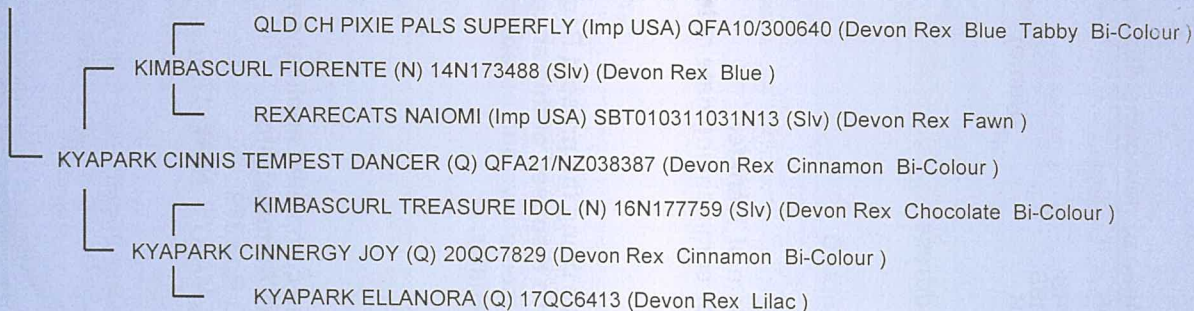 QLD CH PIXIE PALS SUPERFLY (Imp USA) QFA10/300640 (Devon Rex Blue Tabby Bi-Colour )
KIMBASCURL FIORENTE (N) 14N173488 (Slv) (Devon Rex Blue )
REXARECATS NAIOMI (Imp USA) SBT010311031N13 (Slv) (Devon Rex Fawn )
KYAPARK CINNIS TEMPEST DANCER (Q) QFA21/NZ038387 (Devon Rex Cinnamon Bi-Colour )
KIMBASCURL TREASURE IDOL (N) 16N177759 (Slv) (Devon Rex Chocolate Bi-Colour )
KYAPARK CINNERGY JOY (Q) 20QC7829 (Devon Rex Cinnamon Bi-Colour )
KYAPARK ELLANORA (Q) 17QC6413 (Devon Rex Lilac )